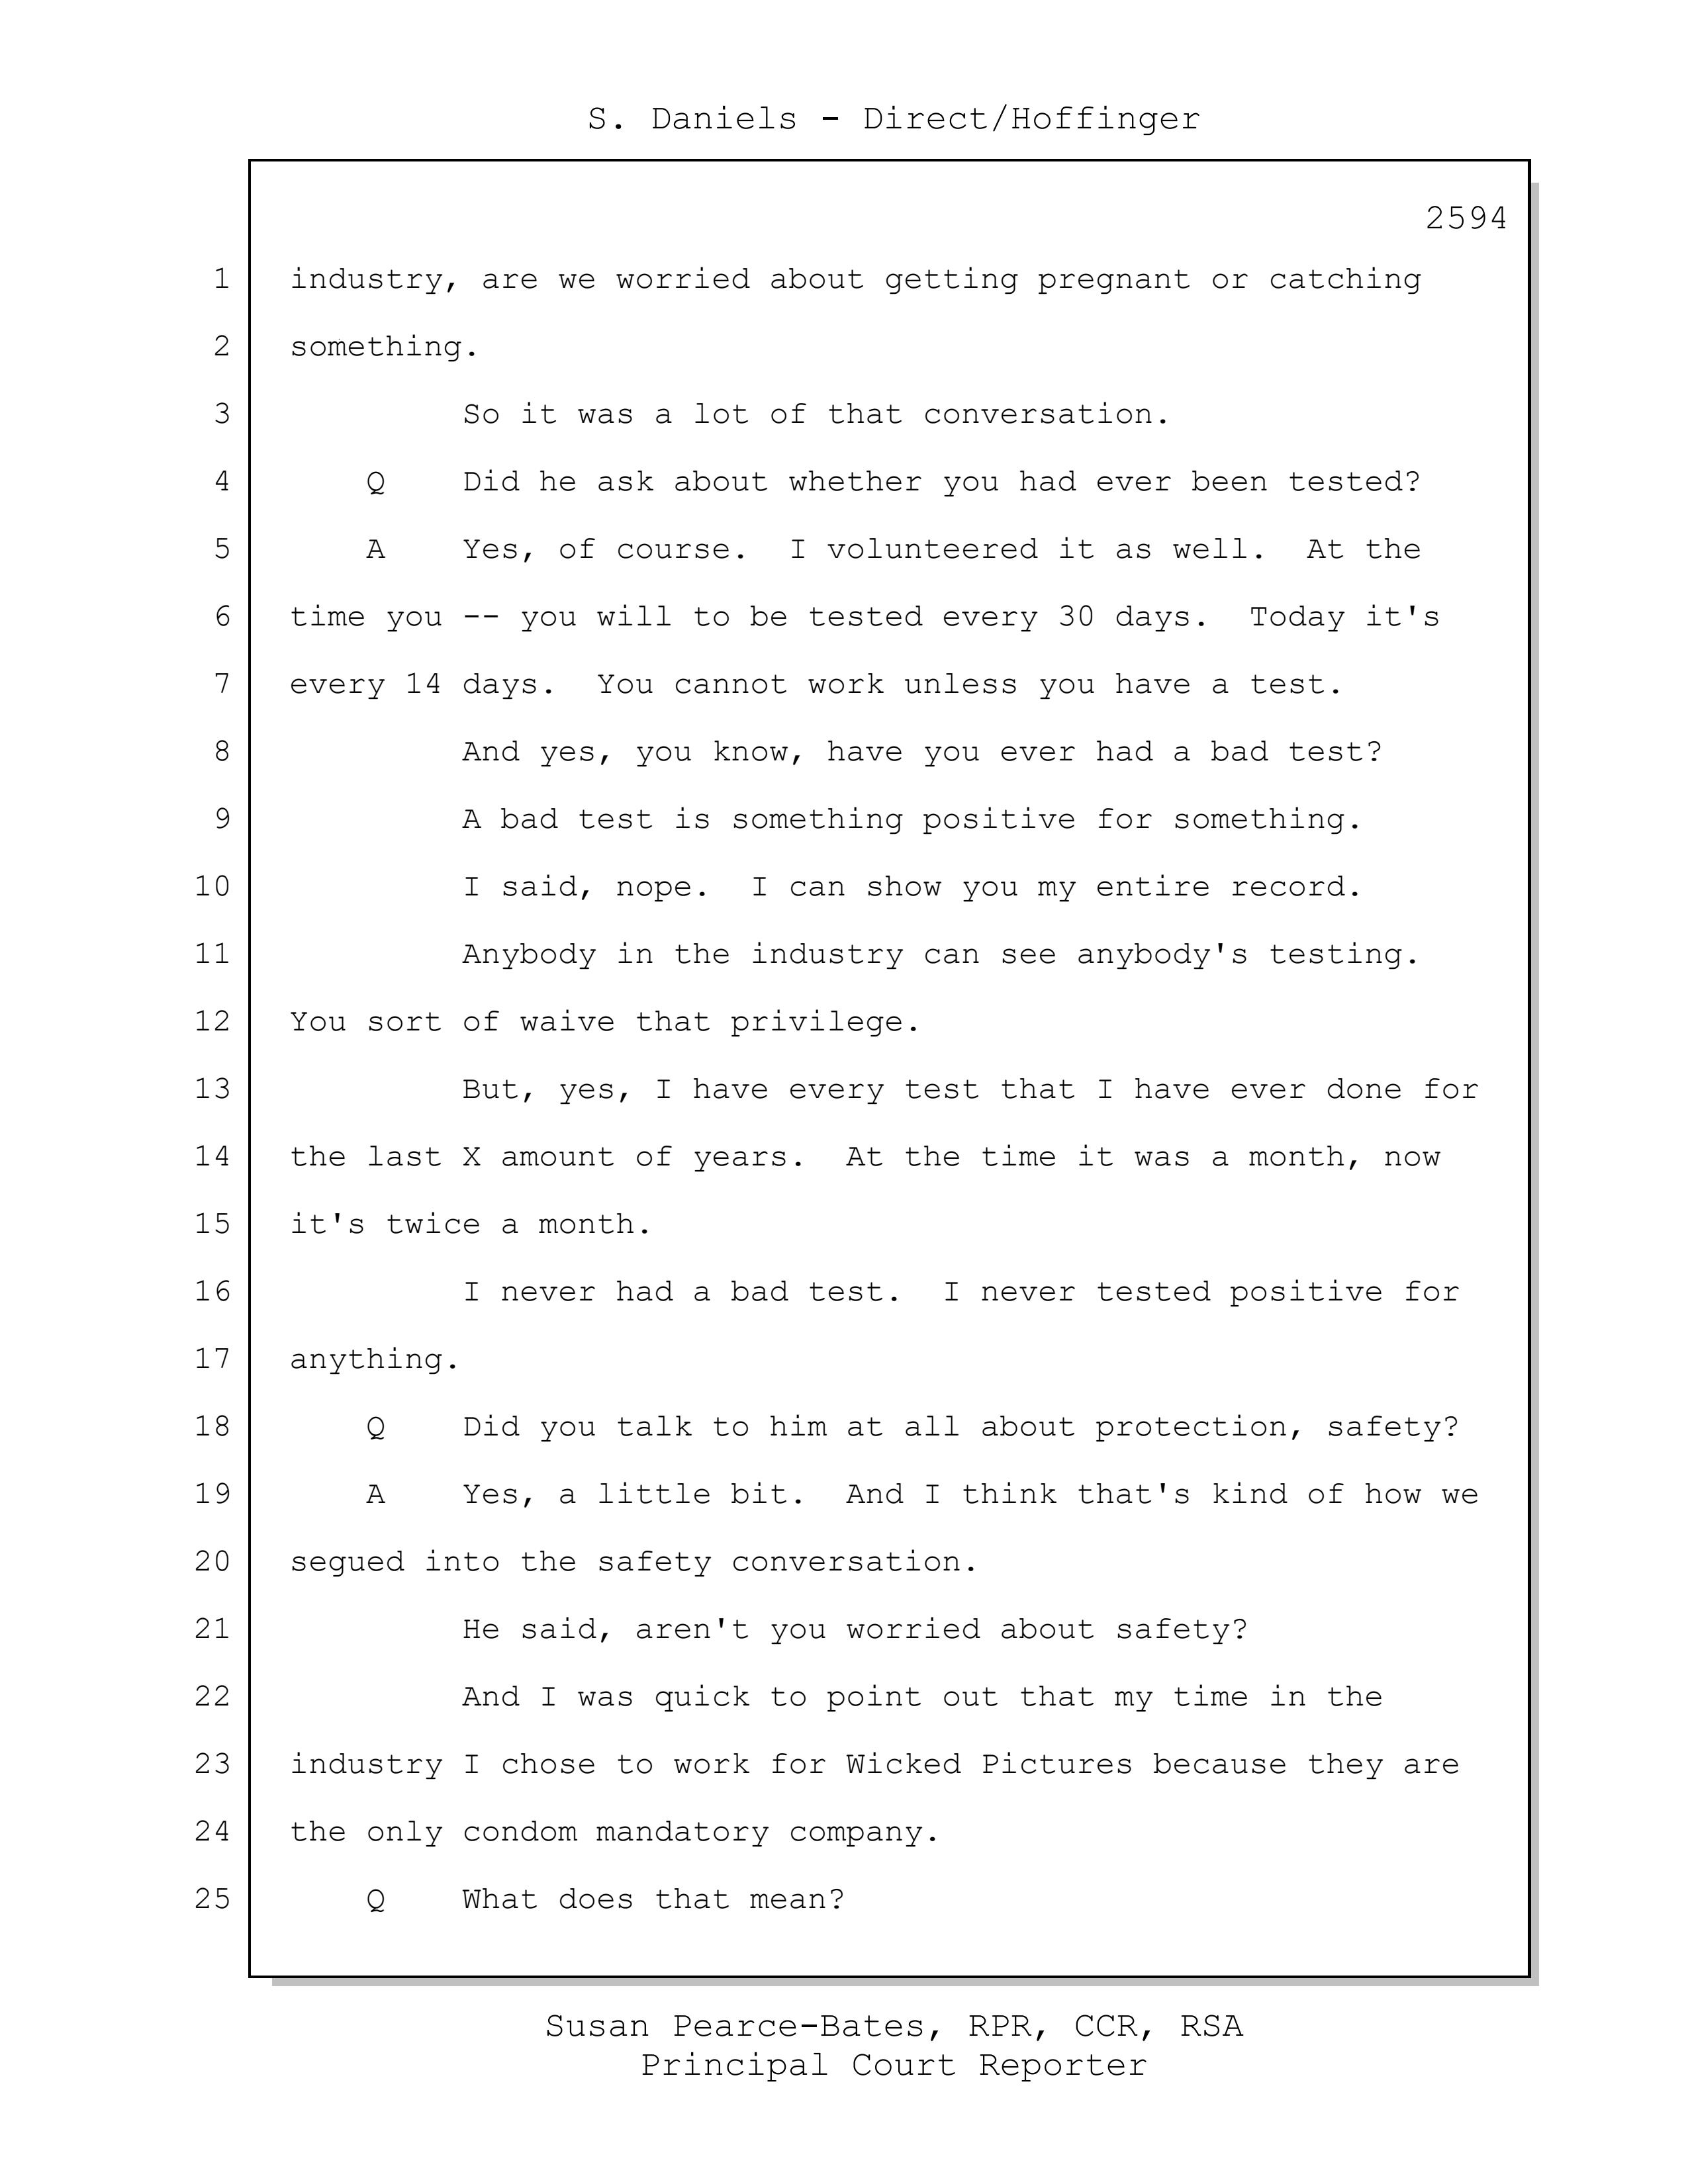 S. Daniels - Direct/Hoffinger
2594
1 industry, are we worried about getting pregnant or catching
2 something.
3 So it was a lot of that conversation.
4 Q Did he ask about whether you had ever been tested?
5 A Yes, of course. I volunteered it as well. At the
6 time you -- you will to be tested every 30 days. Today it's
7 every 14 days. You cannot work unless you have a test.
8 And yes, you know, have you ever had a bad test?
9 A bad test is something positive for something.
10 I said, nope. I can show you my entire record.
11 Anybody in the industry can see anybody's testing.
12 You sort of waive that privilege.
13 But, yes, I have every test that I have ever done for
14 the last X amount of years. At the time it was a month, now
15 it's twice a month.
16 I never had a bad test. I never tested positive for
17 anything.
18 Q Did you talk to him at all about protection, safety?
19 A Yes, a little bit. And I think that's kind of how we
20 segued into the safety conversation.
21 He said, aren't you worried about safety?
22 And I was quick to point out that my time in the
23 industry I chose to work for Wicked Pictures because they are
24 the only condom mandatory company.
25 Q What does that mean?
Susan Pearce-Bates, RPR, CCR, RSA
Principal Court Reporter